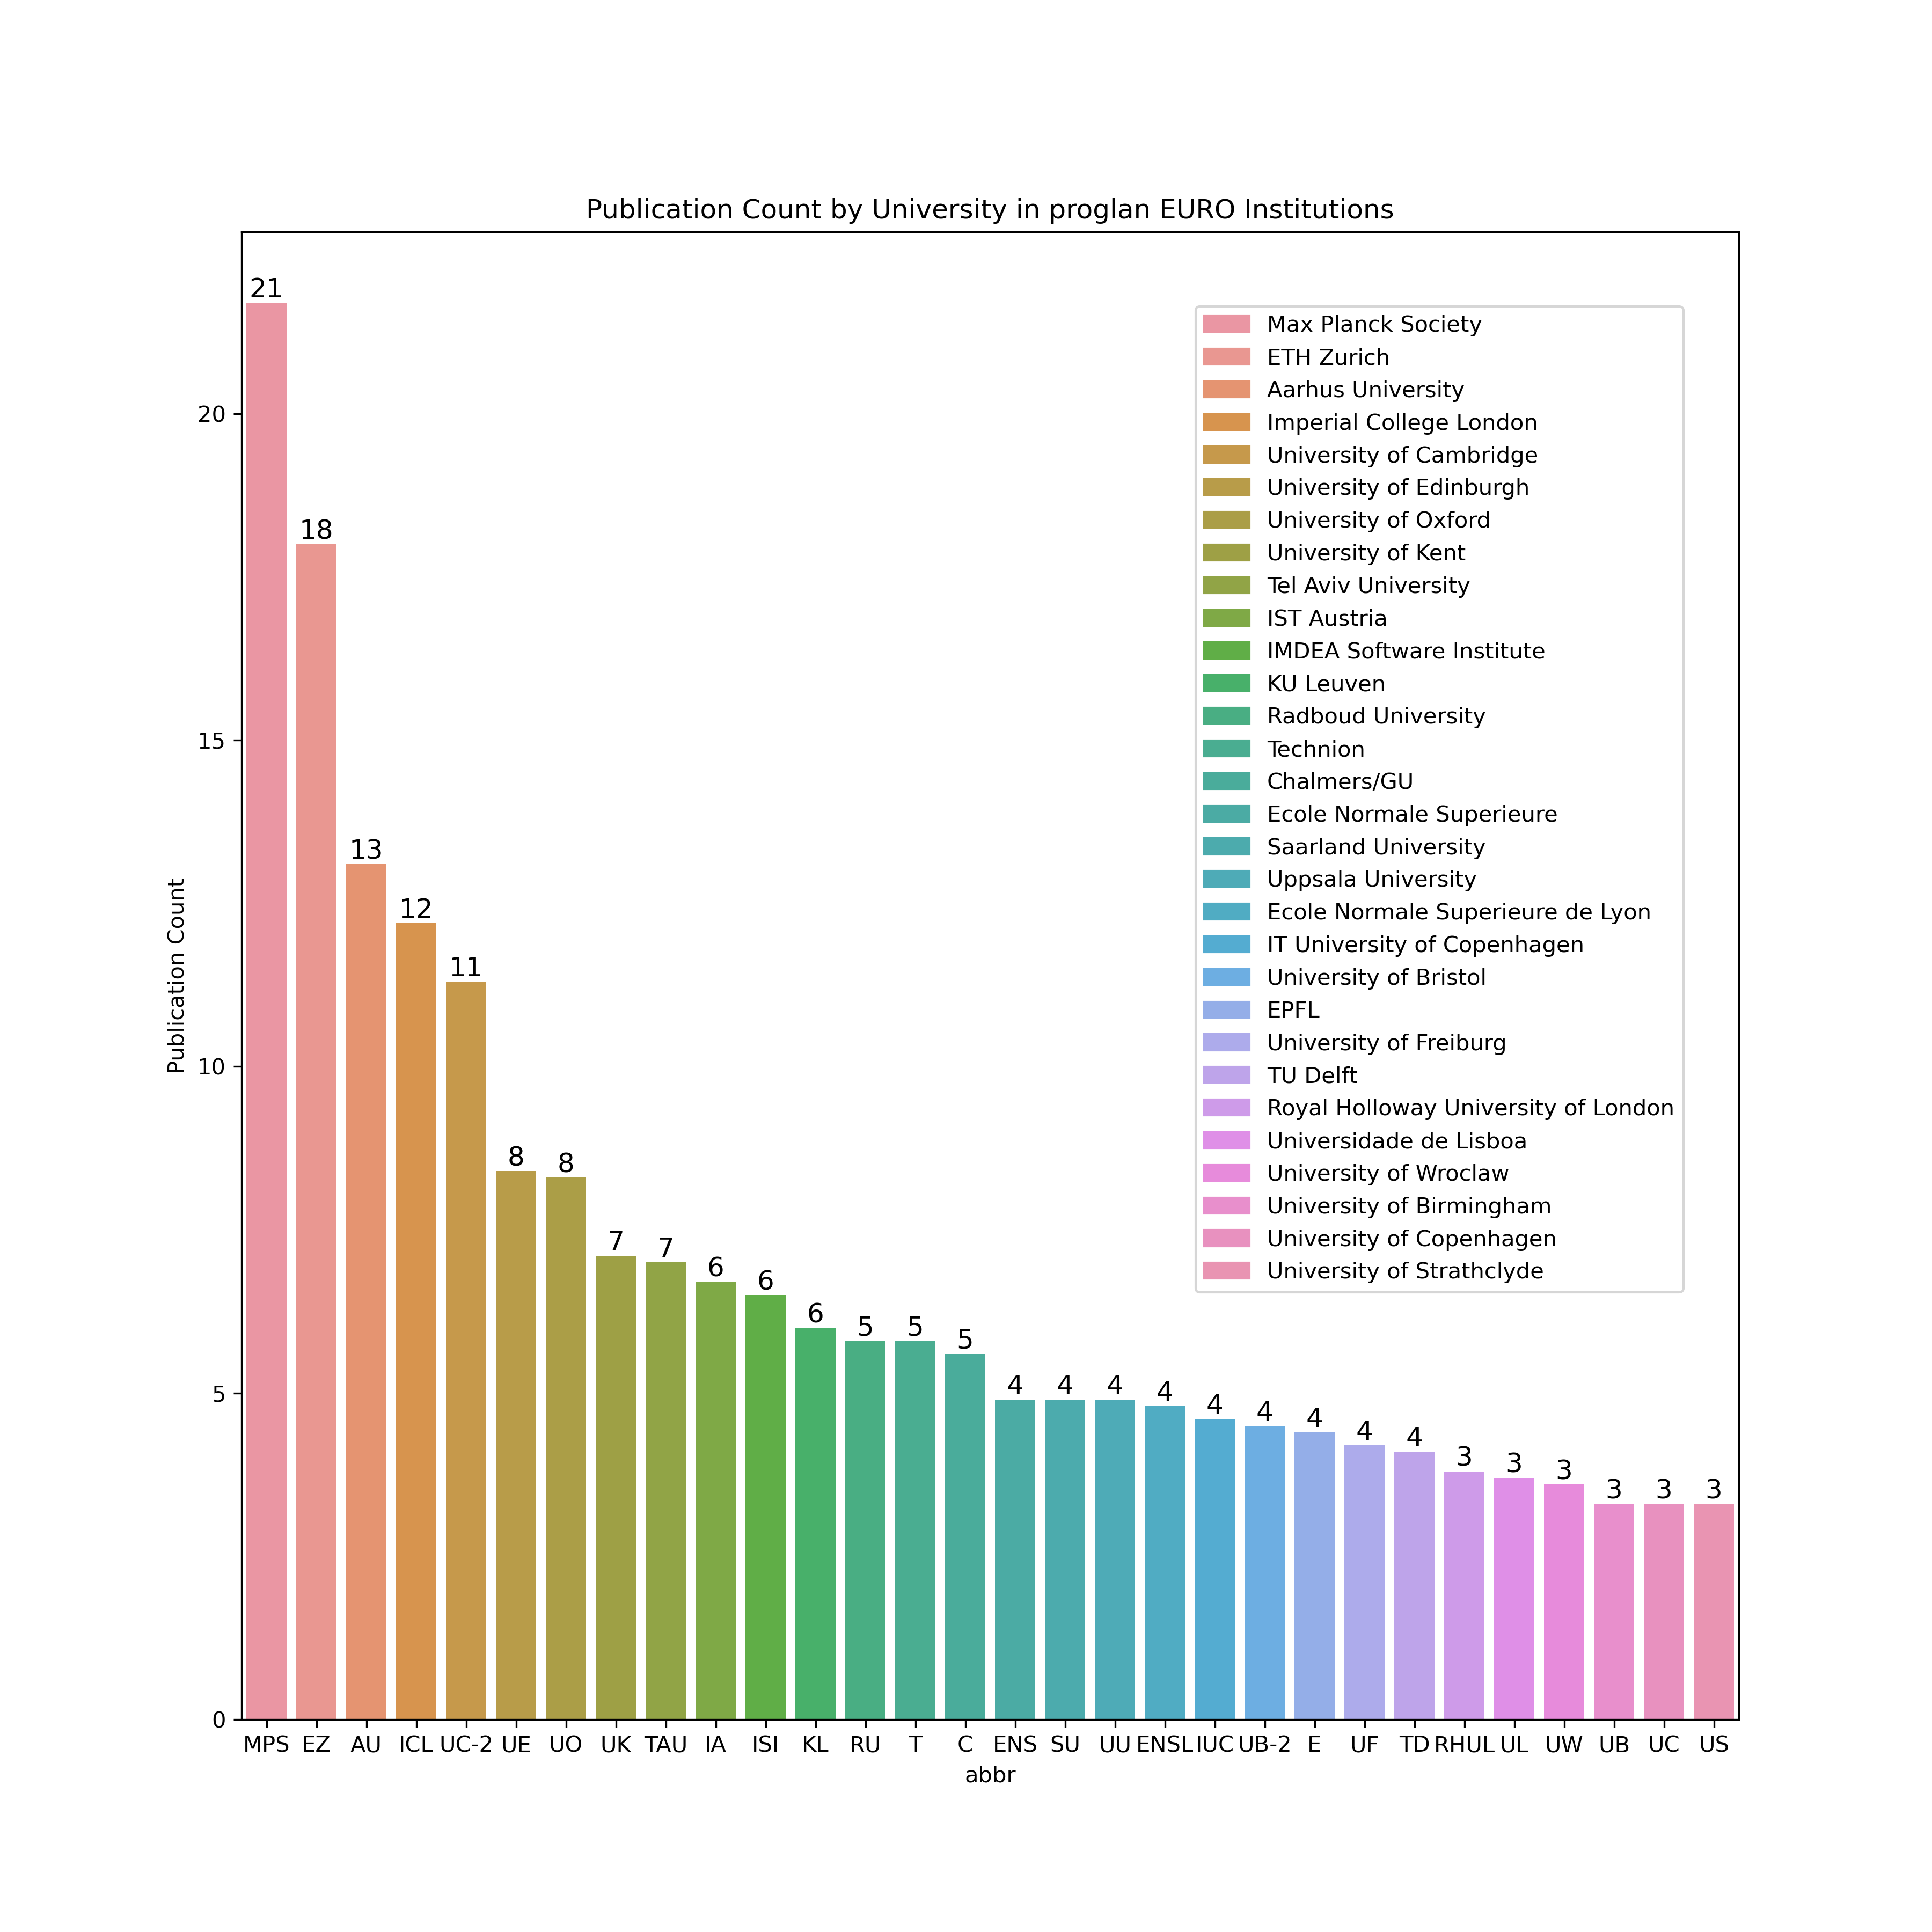 Publication Count by University in proglan EURO Institutions
21
18
13
12
11
8
8
7
7
6
6
6
5
5
5
4
4
4
4
4
4
4
4
4
3
3
3
3
3
3
Max Planck Society
ETH Zurich
Aarhus University
Imperial College London
University of Cambridge
University of Edinburgh
University of Oxford
University of Kent
Tel Aviv University
IST Austria
IMDEA Software Institute
KU Leuven
Radboud University
Technion
Chalmers/GU
Ecole Normale Superieure
Saarland University
Uppsala University
Ecole Normale Superieure de Lyon
IT University of Copenhagen
University of Bristol
EPFL
University of Freiburg
TU Delft
Royal Holloway University of London
Universidade de Lisboa
University of Wroclaw
University of Birmingham
University of Copenhagen
University of Strathclyde
Publication Count
20
15
10
5
0
MPS EZ AU ICL UC-2 UE UO UK TAU IA ISI KL RU T C ENS SU UU ENSL IUC UB-2 E UF TD RHUL UL UW UB UC US
abbr